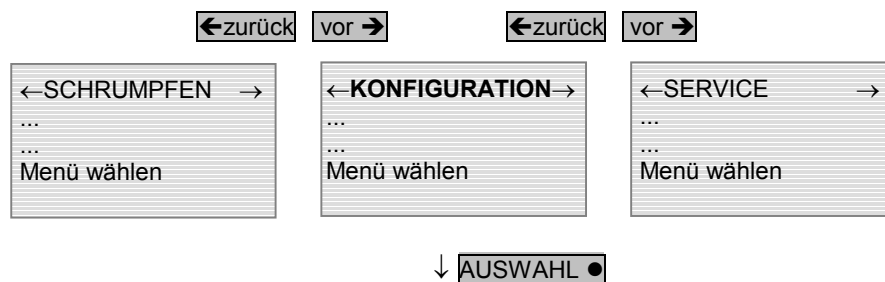 🡸zurück vor 🡺 🡸zurück vor 🡺
←SCHRUMPFEN →
...
...
Menü wählen
←KONFIGURATION→
...
...
Menü wählen
←SERVICE →
...
...
Menü wählen
↓ AUSWAHL ●